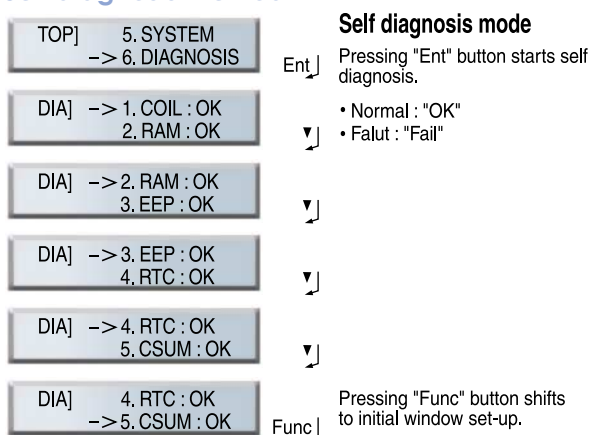 Self diagnosis mode
TOP] 5. SYSTEM
–> 6. DIAGNOSIS
Ent
Pressing "Ent" button starts self
diagnosis.
DIA] –> 1. COIL : OK
2. RAM : OK
▼
• Normal : "OK"
• Falut : "Fail"
DIA] –> 2. RAM : OK
3. EEP : OK
▼
DIA] –> 3. EEP : OK
4. RTC : OK
▼
DIA] –> 4. RTC : OK
5. CSUM : OK
▼
DIA] 4. RTC : OK
–> 5. CSUM : OK
Func
Pressing "Func" button shifts
to initial window set-up.